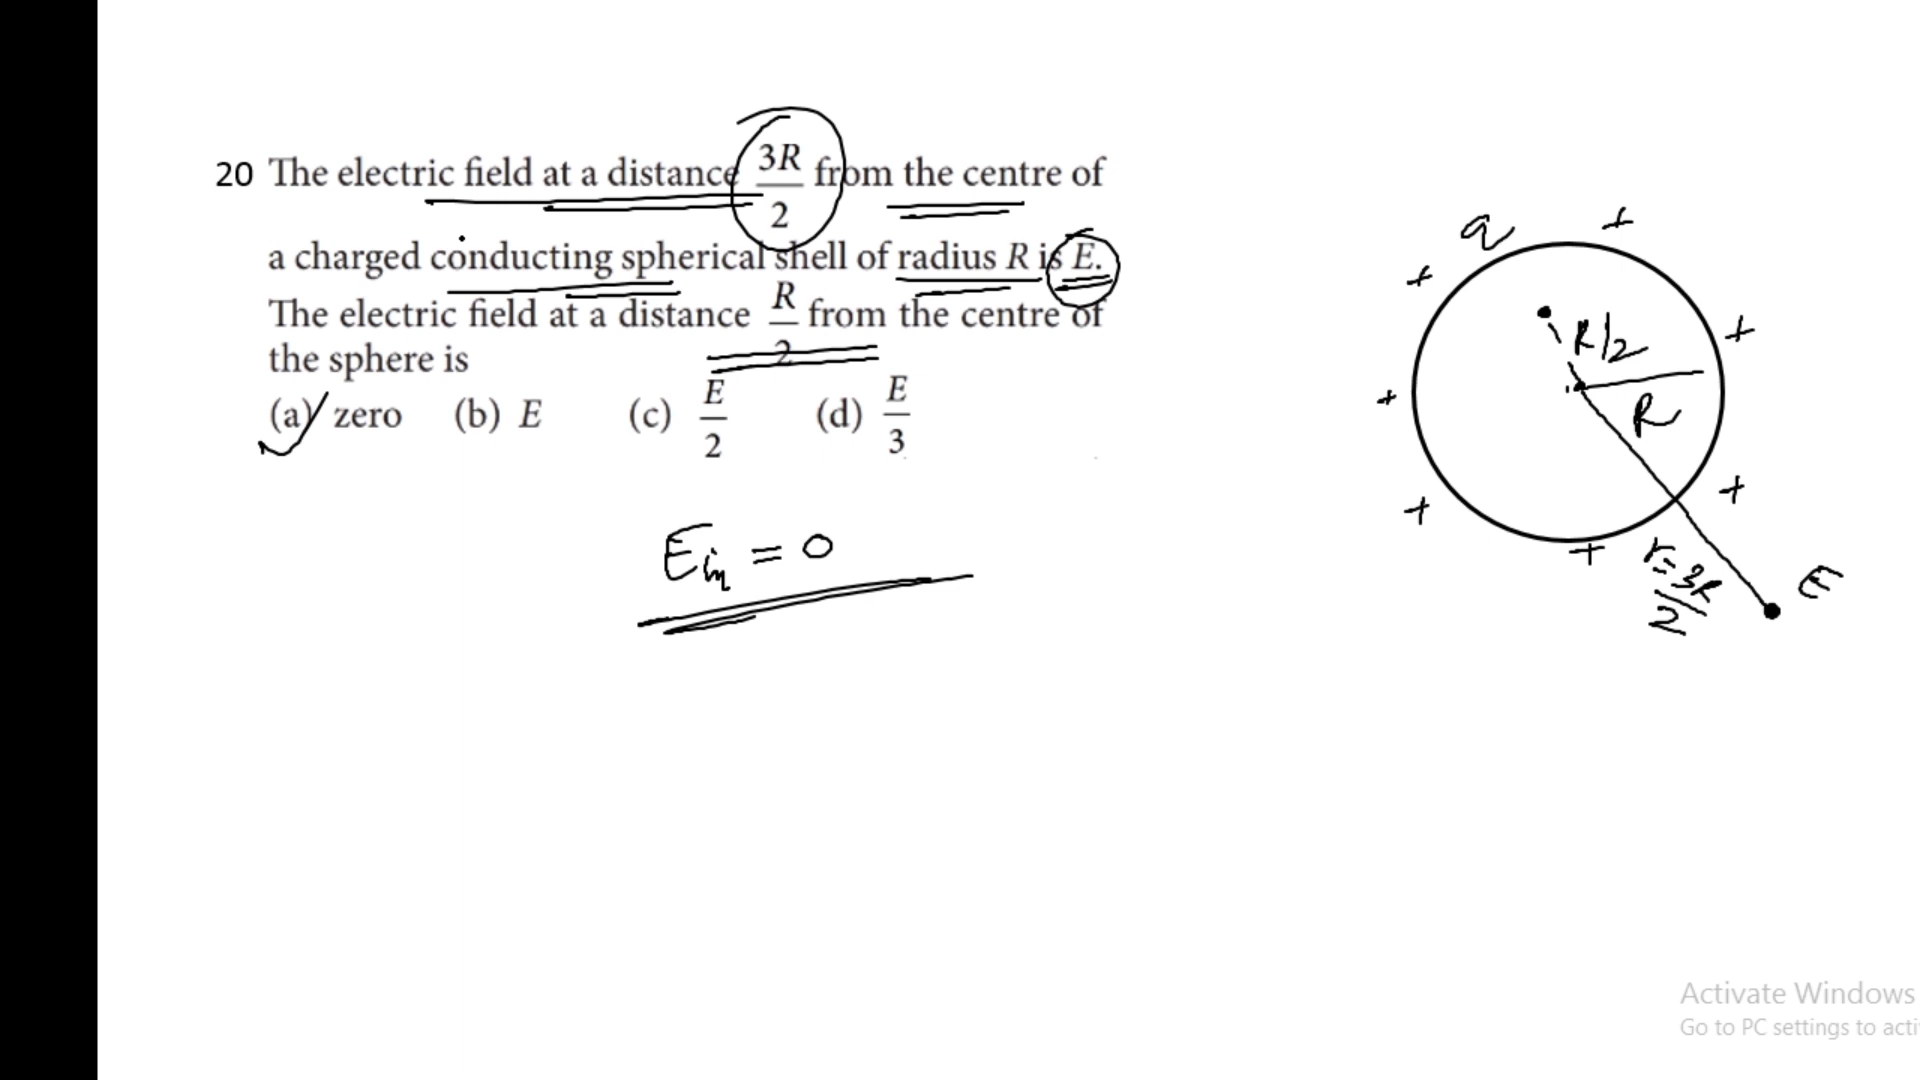 20 The electric field at a distance 3R/2 from the centre of
a charged conducting spherical shell of radius R is E.
The electric field at a distance R/2 from the centre of
the sphere is
(a) zero (b) E (c) E/2 (d) E/3
E in = 0
q +
+
+
R/2
R
+
+
+
+
r = 3R/2
E
Activate Windows
Go to PC settings to acti